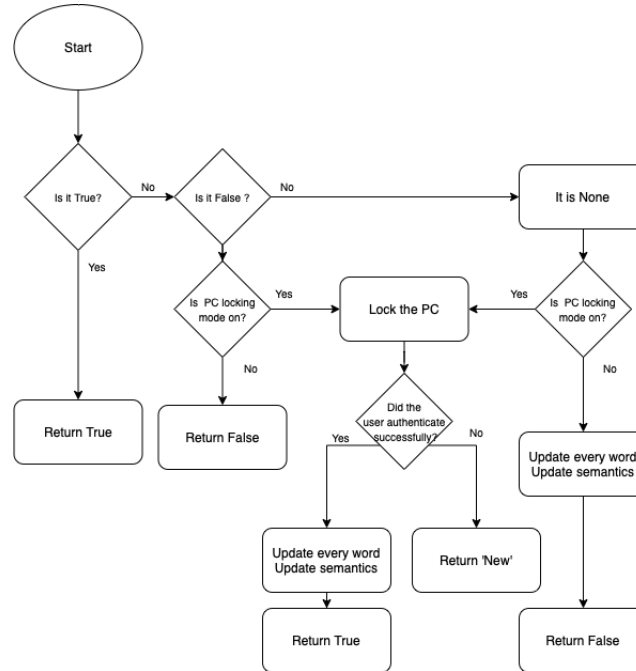 Start
Is it True?
No
Is it False ?
No
It is None
Yes
Is PC locking
mode on?
Yes
Lock the PC
Yes
Is PC locking
mode on?
No
No
Return True
Return False
Did the
user authenticate
successfully?
Yes
No
Update every word
Update semantics
Update every word
Update semantics
Return 'New'
Return True
Return False